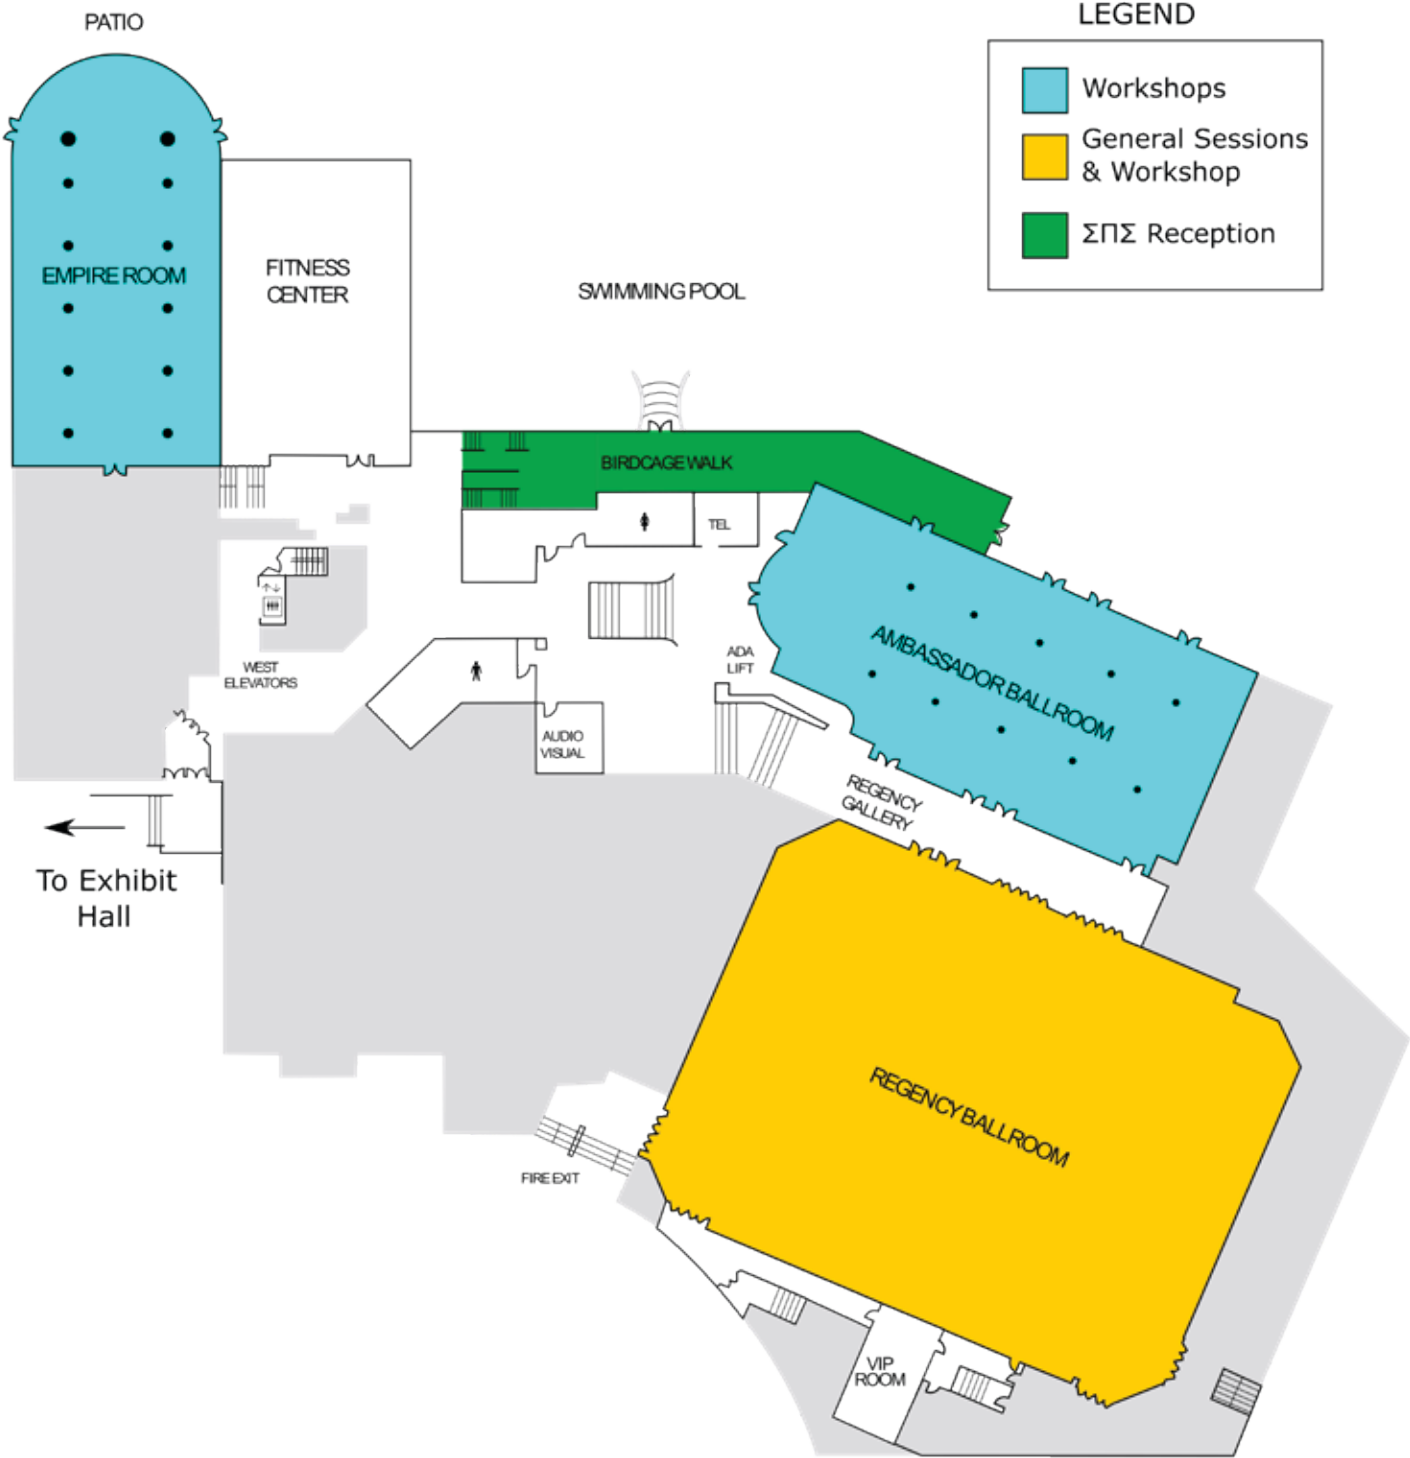 PATIO
LEGEND
Workshops
General Sessions
& Workshop
ΣΠΣ Reception
EMPIRE ROOM
FITNESS
CENTER
SWIMMING POOL
BIRDCAGE WALK
TEL
AMBASSADOR BALLROOM
ADA
LIFT
WEST
ELEVATORS
AUDIO
VISUAL
REGENCY
GALLERY
To Exhibit
Hall
REGENCY BALLROOM
FIRE EXIT
VIP
ROOM